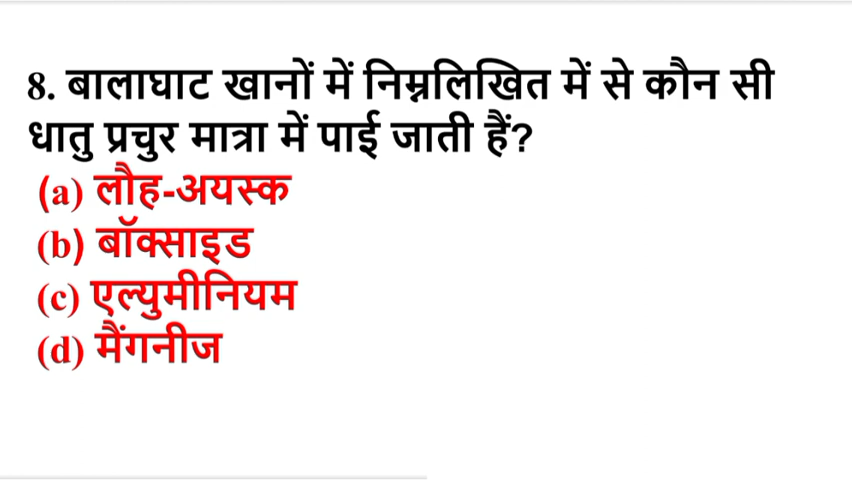 8. बालाघाट खानों में निम्नलिखित में से कौन सी
धातु प्रचुर मात्रा में पाई जाती हैं?
(a) लौह-अयस्क
(b) बॉक्साइड
(c) एल्युमीनियम
(d) मैंगनीज